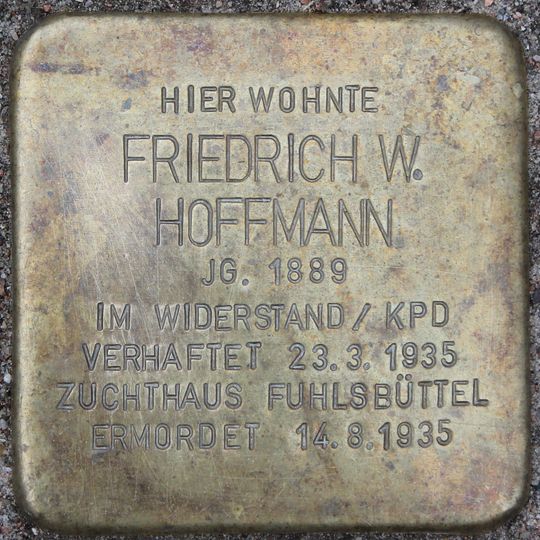 HIER WOHNTE
FRIEDRICH W.
HOFFMANN
JG. 1889
IM WIDERSTAND / KPD
VERHAFTET 23.3.1935
ZUCHTHAUS FUHLSBÜTTEL
ERMORDET 14.8.1935